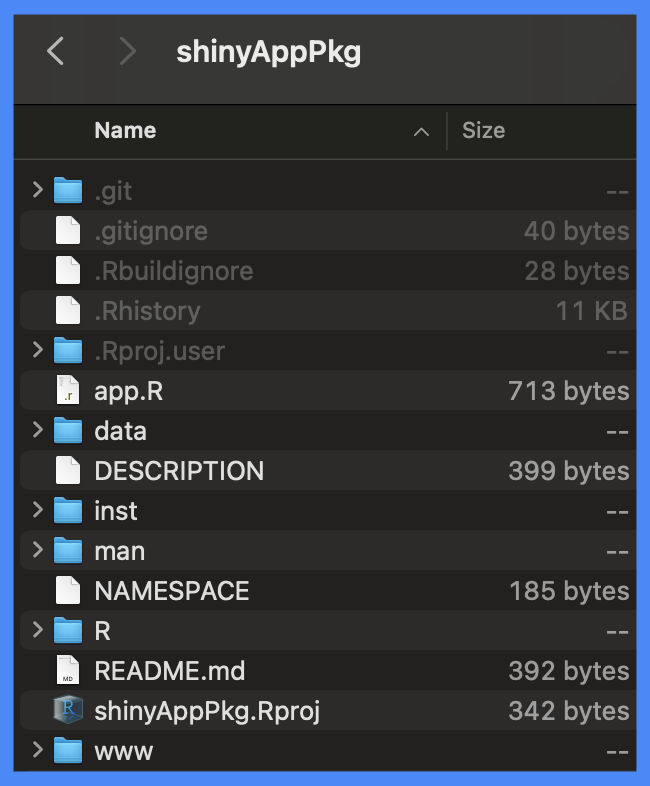 shinyAppPkg
Name Size
.git --
.gitignore 40 bytes
.Rbuildignore 28 bytes
.Rhistory 11 KB
.Rproj.user --
.r
app.R 713 bytes
data --
DESCRIPTION 399 bytes
inst --
man --
NAMESPACE 185 bytes
R --
MD
README.md 392 bytes
R
shinyAppPkg.Rproj 342 bytes
www --